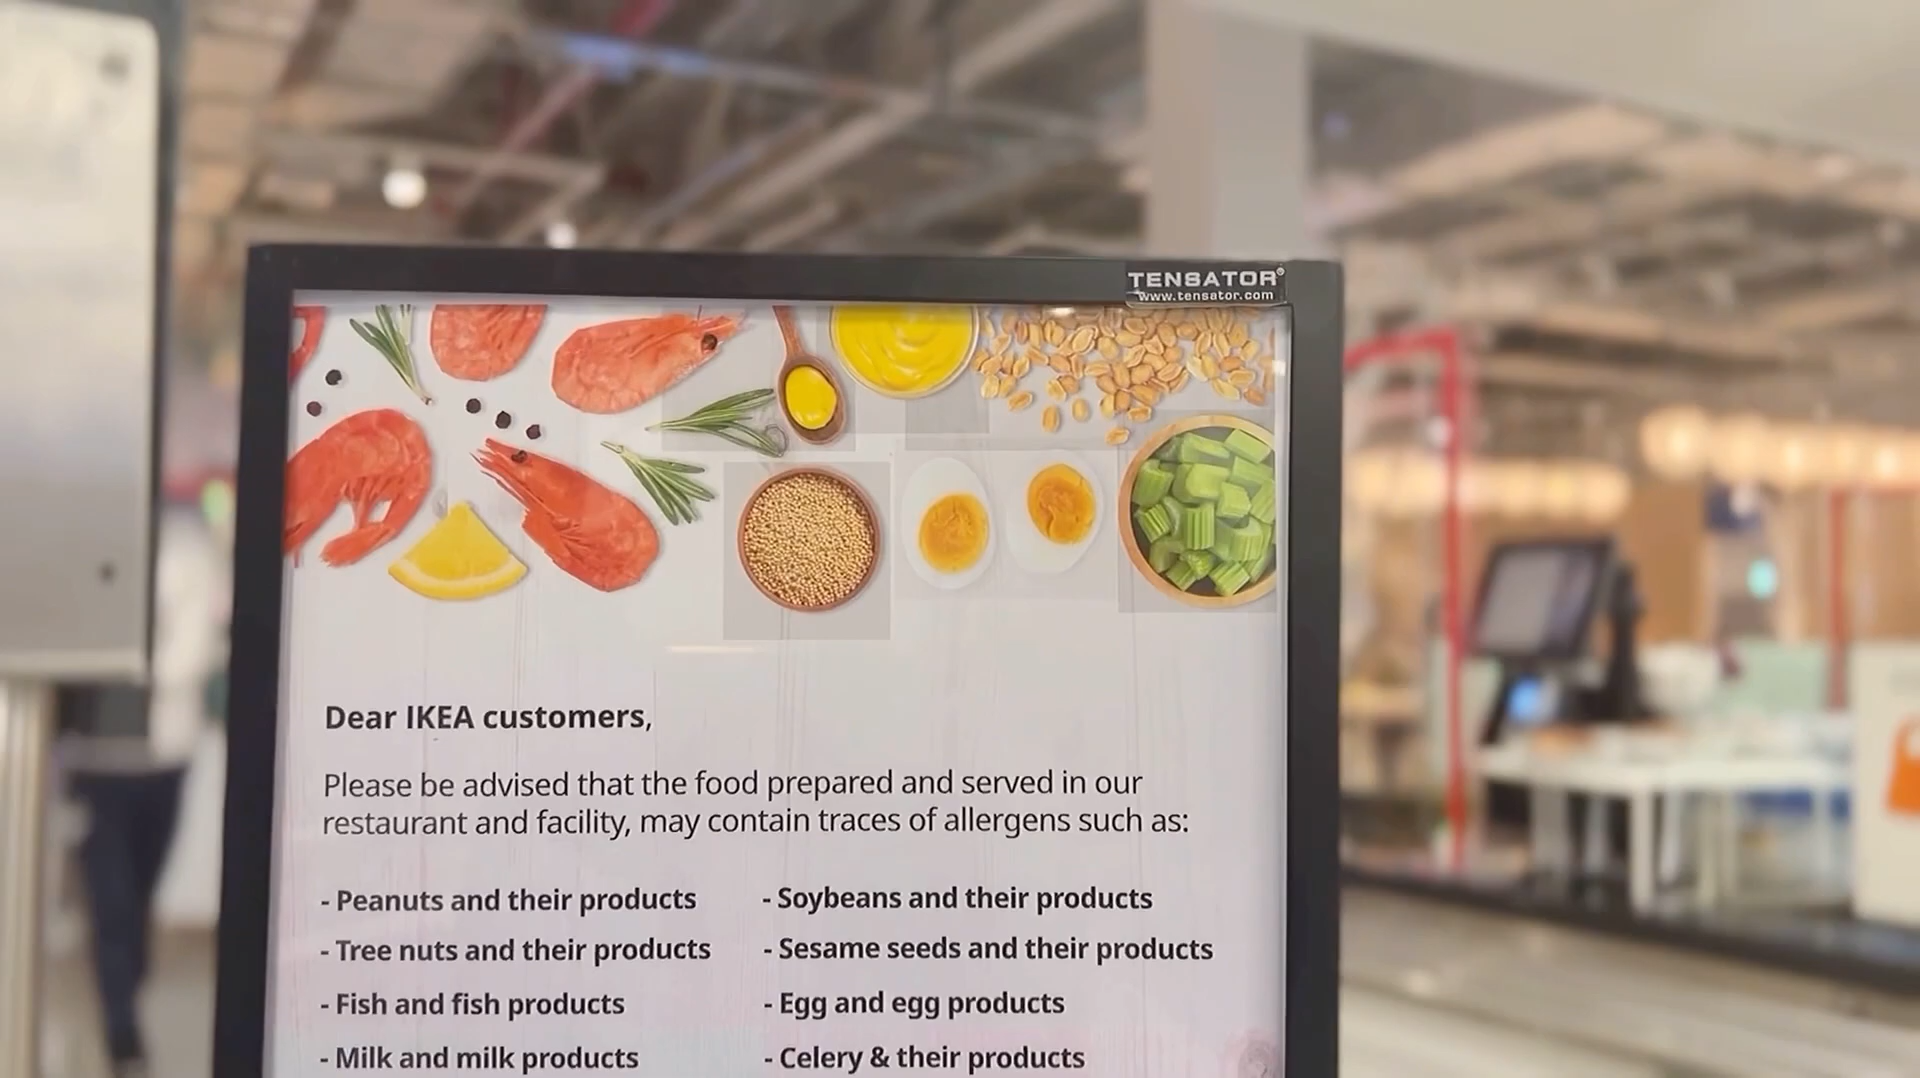 TENSATOR®
www.tensator.com
Dear IKEA customers,
Please be advised that the food prepared and served in our
restaurant and facility, may contain traces of allergens such as:
- Peanuts and their products
- Soybeans and their products
- Tree nuts and their products
- Sesame seeds and their products
- Fish and fish products
- Egg and egg products
- Milk and milk products
- Celery & their products